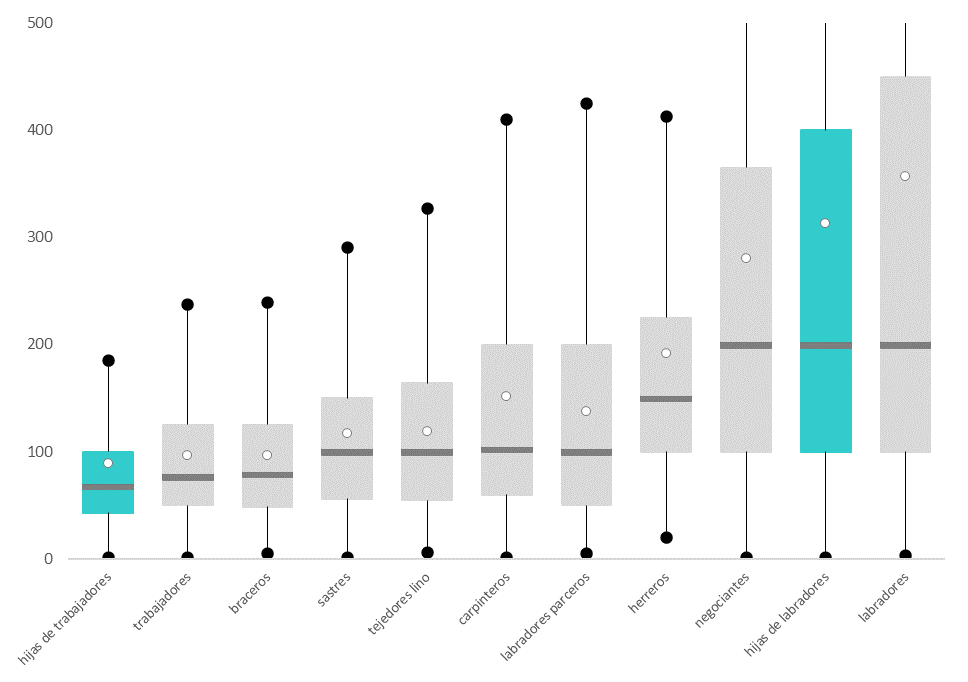 500
400
300
200
100
0
hijas de trabajadores
trabajadores
braceros
sastres
tejedores lino
carpinteros
labradores parceros
herreros
negociantes
hijas de labradores
labradores